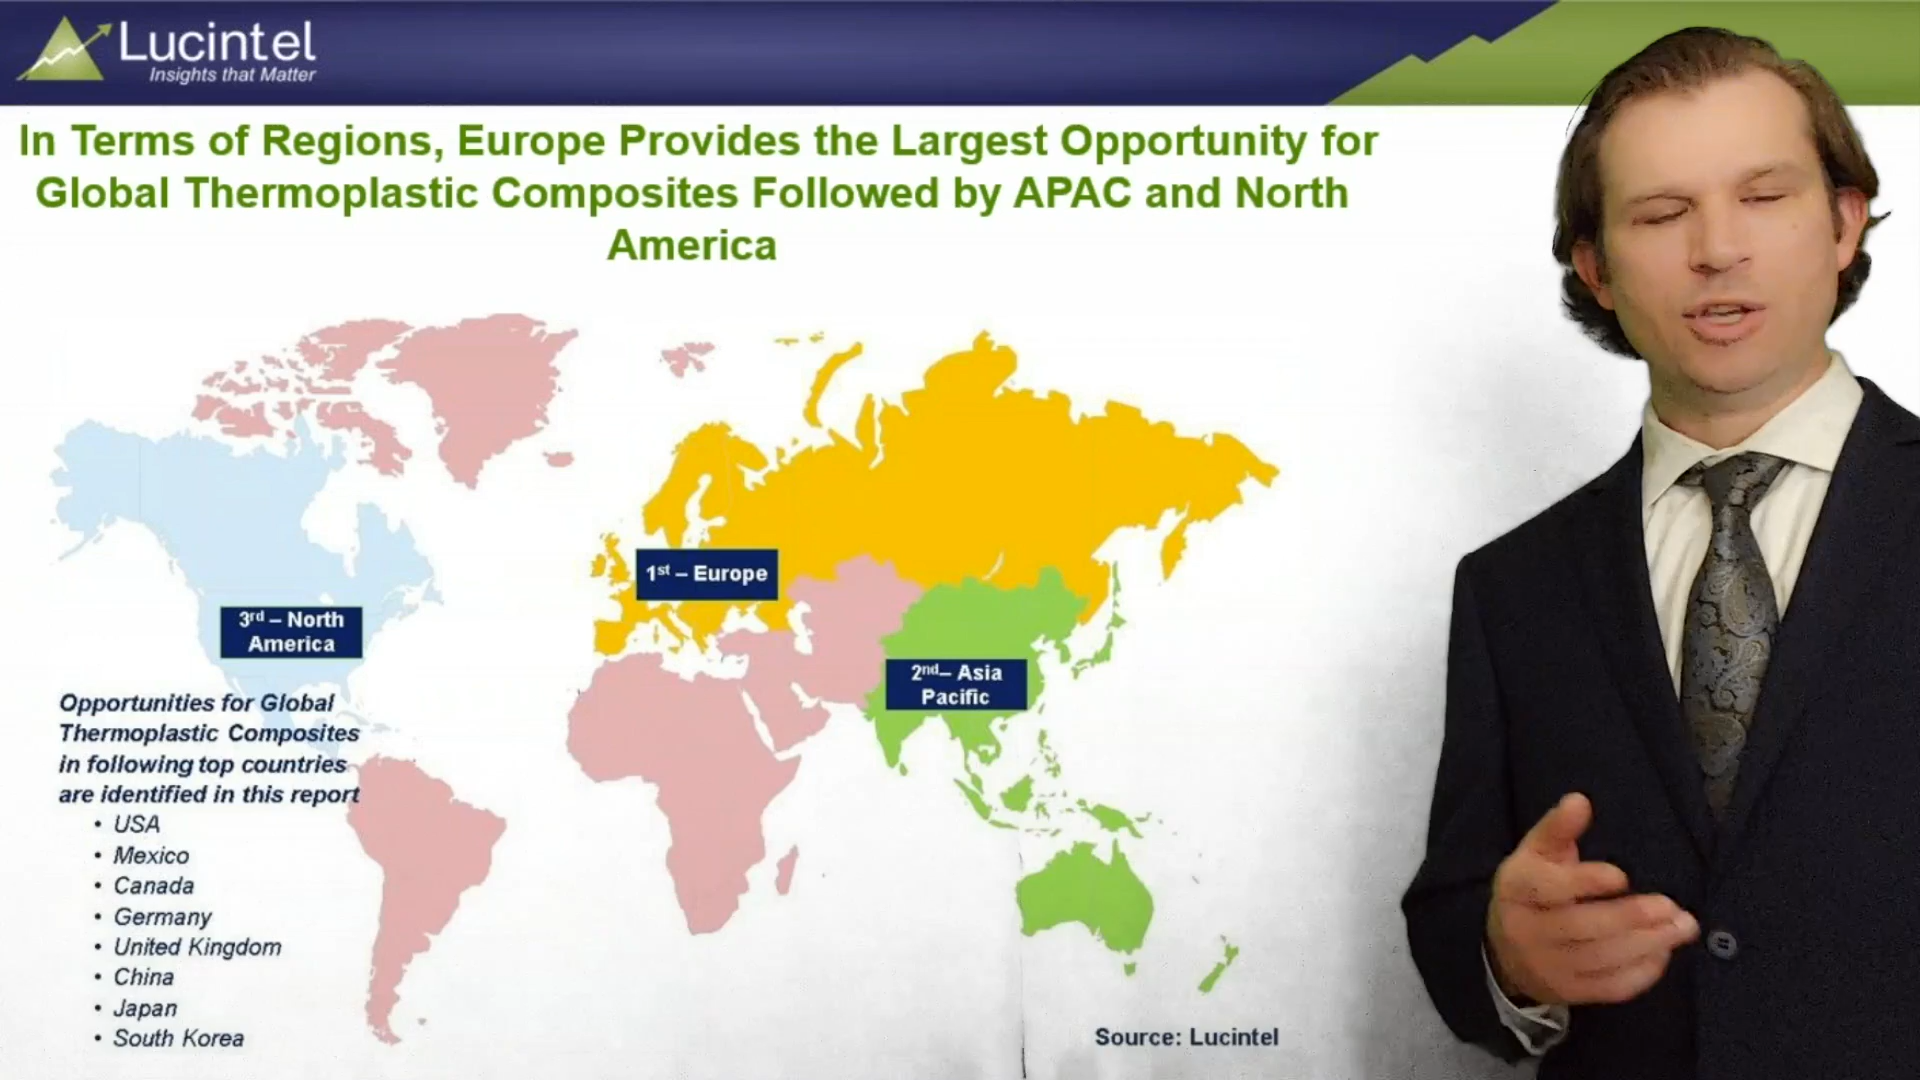 Lucintel
Insights that Matter
In Terms of Regions, Europe Provides the Largest Opportunity for
Global Thermoplastic Composites Followed by APAC and North
America
1st – Europe
3rd – North
America
2nd– Asia
Pacific
Opportunities for Global
Thermoplastic Composites
in following top countries
are identified in this report
• USA
• Mexico
• Canada
• Germany
• United Kingdom
• China
• Japan
• South Korea
Source: Lucintel